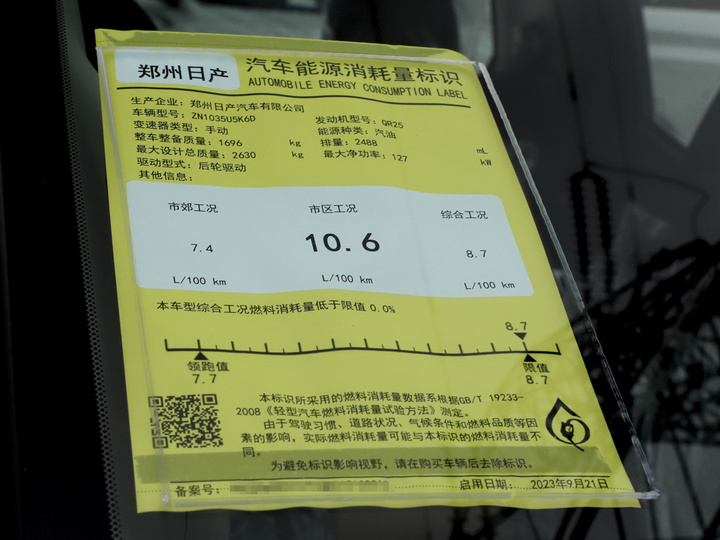 郑州日产
汽车能源消耗量标识
AUTOMOBILE ENERGY CONSUMPTION LABEL
生产企业: 郑州日产汽车有限公司
车辆型号: ZN1035U5K6D 发动机型号: QR25
变速器类型: 手动 能源种类: 汽油
整车整备质量: 1696 kg 排量: 2488 mL
最大设计总质量: 2630 kg 最大净功率: 127 kW
驱动型式: 后轮驱动
其他信息:
市郊工况 市区工况 综合工况
7.4 10.6 8.7
L/100 km L/100 km L/100 km
本车型综合工况燃料消耗量低于限值 0.0%
8.7
领跑值 限值
7.7 8.7
本标识所采用的燃料消耗量数据系根据GB/T 19233-
2008《轻型汽车燃料消耗量试验方法》测定。
由于驾驶习惯、道路状况、气候条件和燃料品质等因
素的影响, 实际燃料消耗量可能与本标识的燃料消耗量不
同。
为避免标识影响视野, 请在购买车辆后去除标识。
备案号: 启用日期: 2023年9月21日